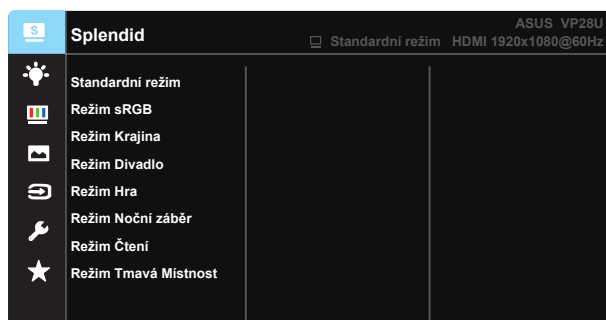 S
Splendid
ASUS VP28U
Standardní režim HDMI 1920x1080@60Hz
Standardní režim
Režim sRGB
Režim Krajina
Režim Divadlo
Režim Hra
Režim Noční záběr
Režim Čtení
Režim Tmavá Místnost